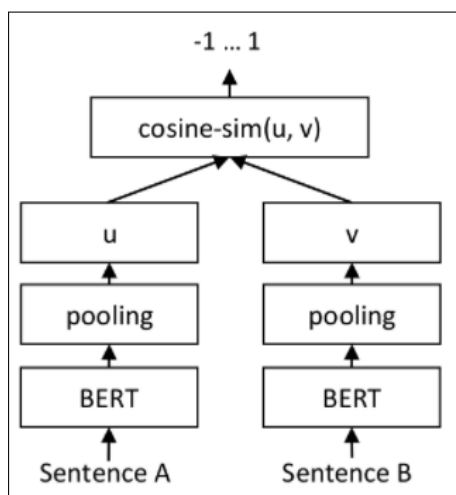 -1 ... 1
cosine-sim(u, v)
u v
pooling pooling
BERT BERT
Sentence A Sentence B